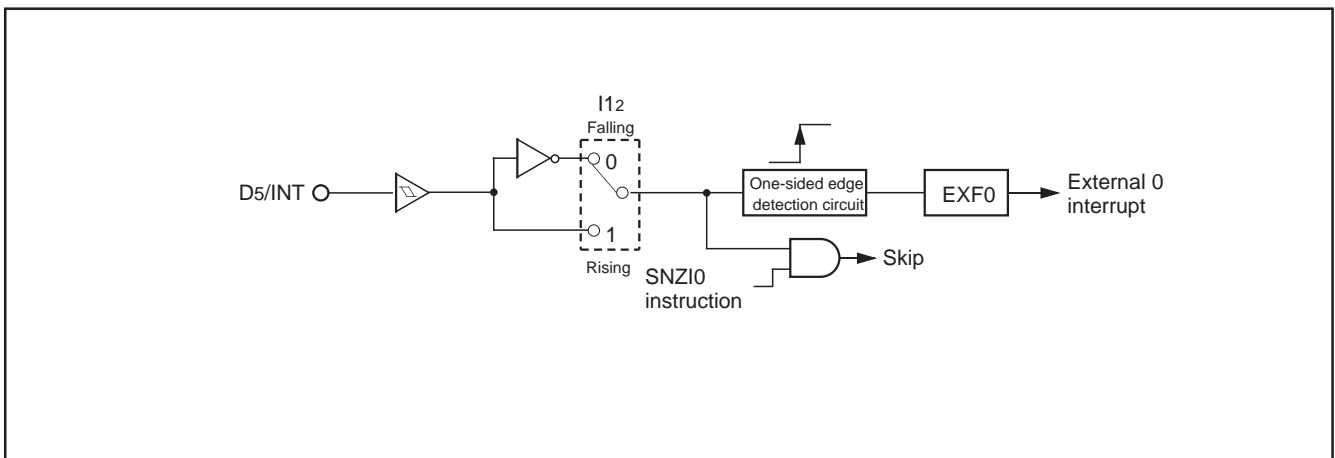 I12
Falling
0
D5/INT
1
Rising
One-sided edge
detection circuit
EXF0
External 0
interrupt
SNZI0
instruction
Skip